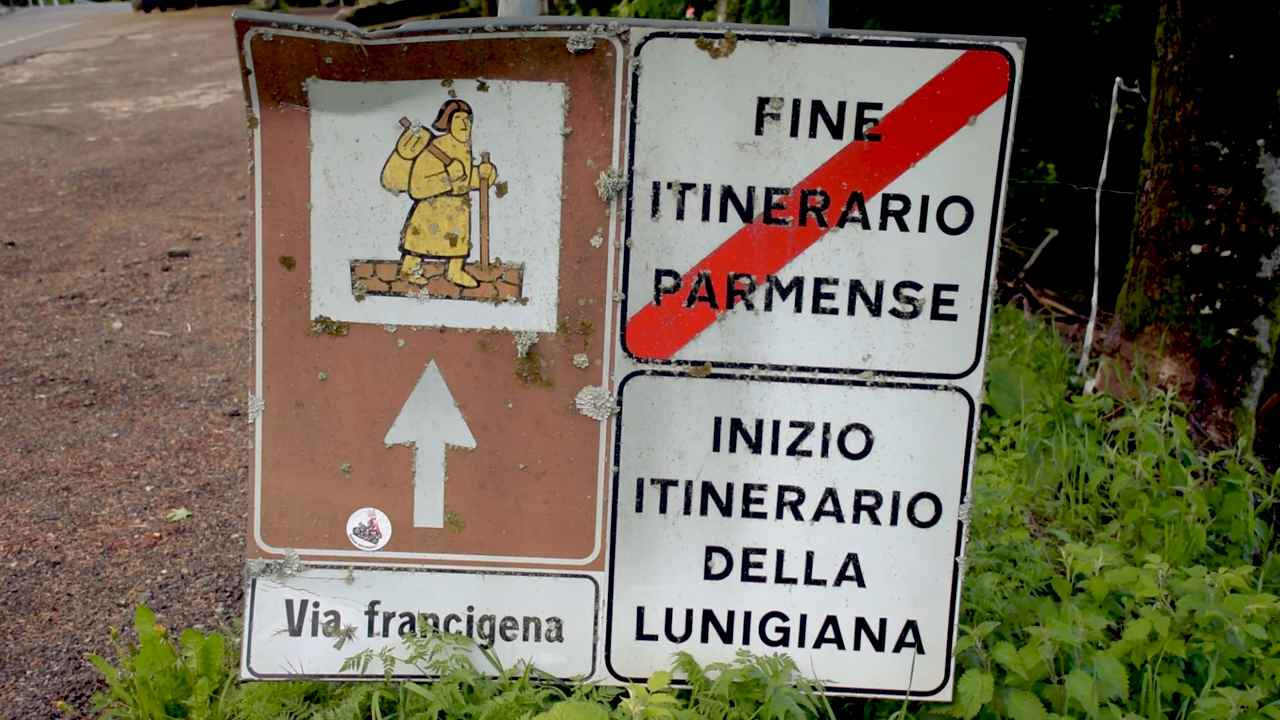 Via francigena
FINE
ITINERARIO
PARMENSE
INIZIO
ITINERARIO
DELLA
LUNIGIANA